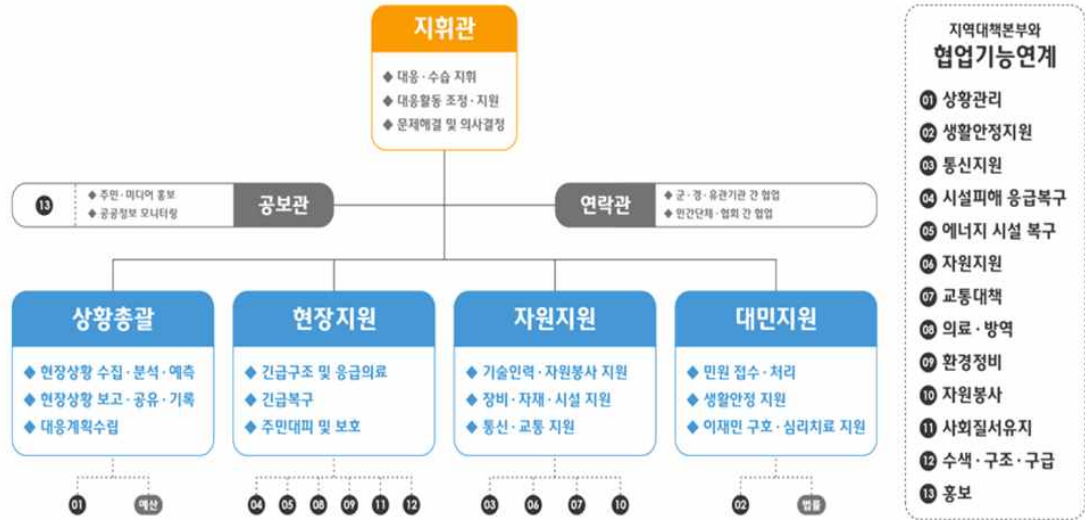 지휘관
◆ 대응·수습 지휘
◆ 대응활동 조정·지원
◆ 문제해결 및 의사결정
13
◆ 주민·미디어 홍보
◆ 공공정보 모니터링
공보관
연락관
◆ 군·경·유관기관 간 협업
◆ 민간단체·협회 간 협업
상황총괄
◆ 현장상황 수집·분석·예측
◆ 현장상황 보고·공유·기록
◆ 대응계획수립
01 예산
현장지원
◆ 긴급구조 및 응급의료
◆ 긴급복구
◆ 주민대피 및 보호
04 05 08 09 11 12
자원지원
◆ 기술인력·자원봉사 지원
◆ 장비·자재·시설 지원
◆ 통신·교통 지원
03 06 07 10
대민지원
◆ 민원 접수·처리
◆ 생활안정 지원
◆ 이재민 구호·심리치료 지원
02 법률
지역대책본부와
협업기능연계
01 상황관리
02 생활안정지원
03 통신지원
04 시설피해 응급복구
05 에너지 시설 복구
06 자원지원
07 교통대책
08 의료·방역
09 환경정비
10 자원봉사
11 사회질서유지
12 수색·구조·구급
13 홍보